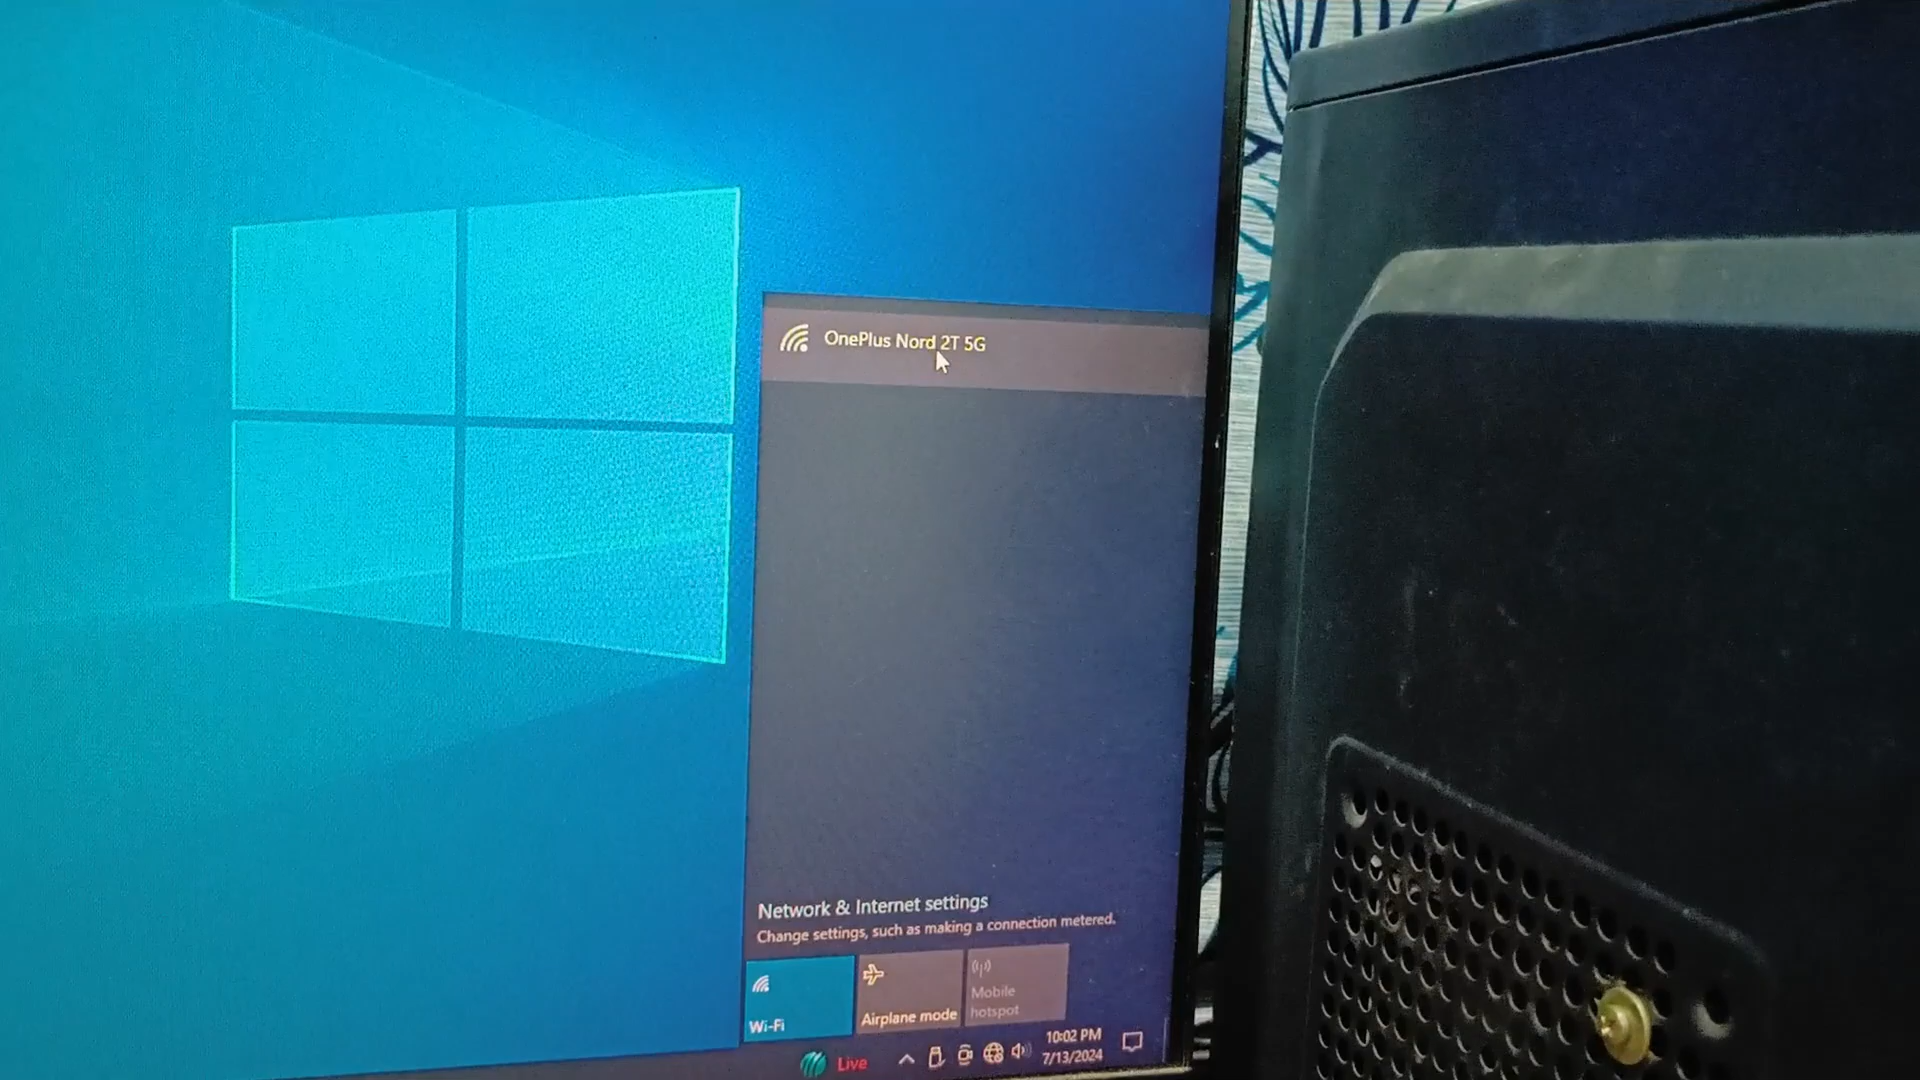 OnePlus Nord 2T 5G
Network & Internet settings
Change settings, such as making a connection metered.
Wi-Fi
Airplane mode
Mobile
hotspot
Live
10:02 PM
7/13/2024